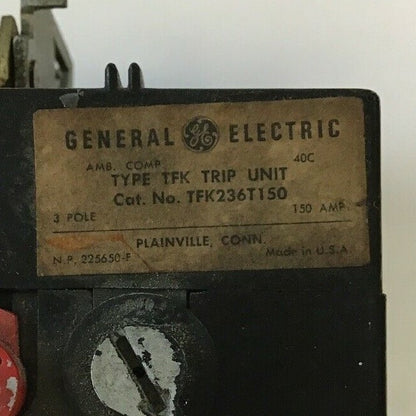 GENERAL GE ELECTRIC
AMB. COMP. 40C
TYPE TFK TRIP UNIT
Cat. No. TFK236T150
3 POLE 150 AMP.
PLAINVILLE, CONN.
N.P. 225650-F Made in U.S.A.